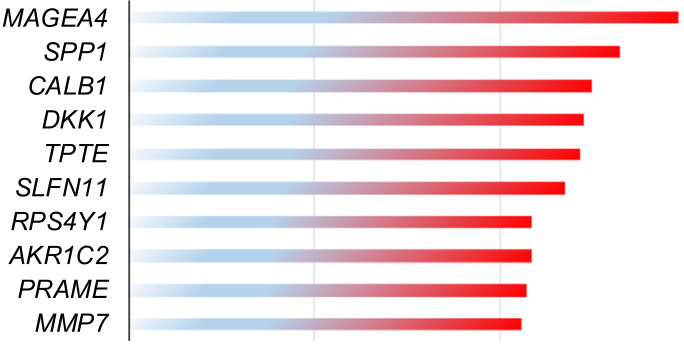 MAGEA4
SPP1
CALB1
DKK1
TPTE
SLFN11
RPS4Y1
AKR1C2
PRAME
MMP7